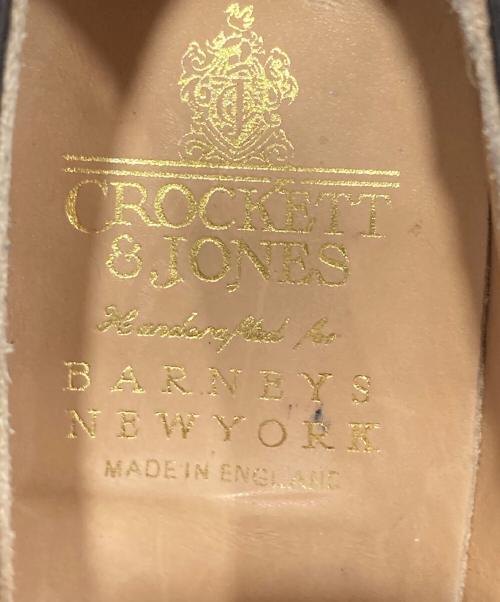 CROCKETT
& JONES
Handcrafted for
BARNEYS
NEW YORK
MADE IN ENGLAND